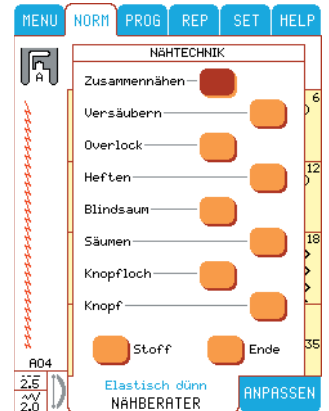 MENU NORM PROG REP SET HELP
NÄHTECHNIK
A
Zusammennähen
6
Versäubern
Overlock
12
Heften
Blindsaum
18
Säumen
Knopfloch
Knopf
Stoff Ende
35
A04
2.5
Elastisch dünn
ANPASSEN
2.0
NÄHBERATER